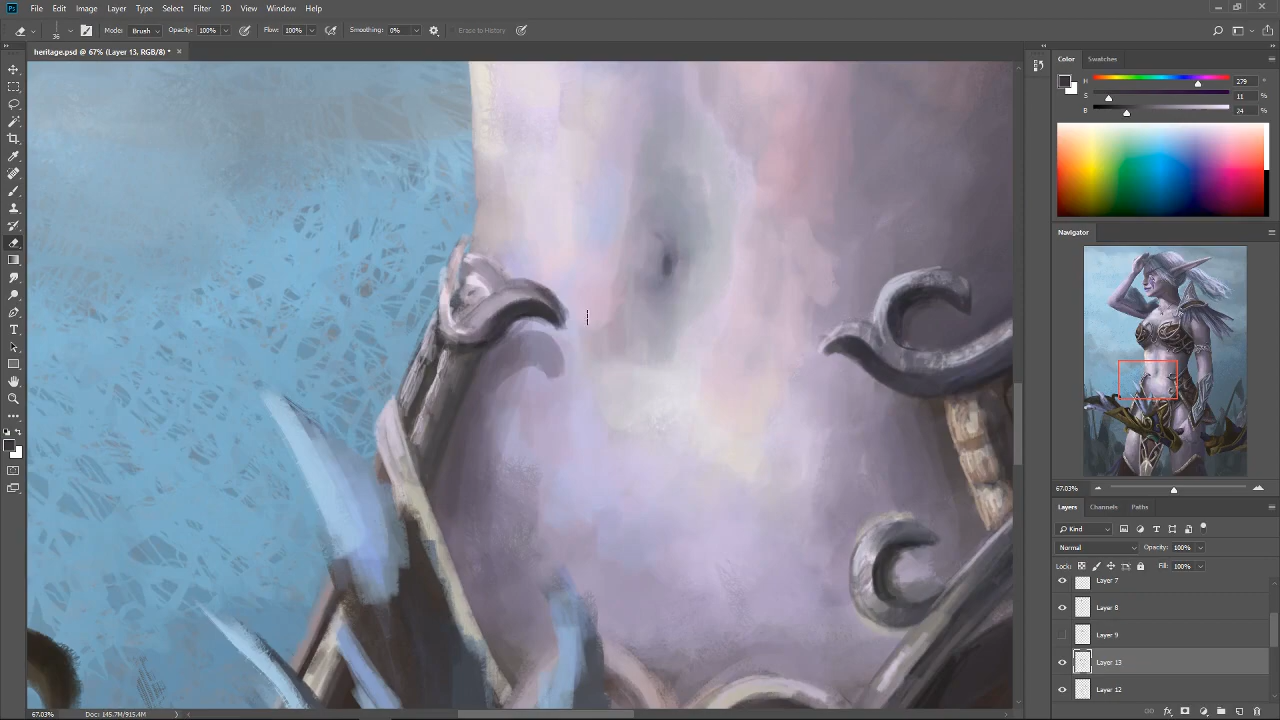 Ps File Edit Image Layer Type Select Filter 3D View Window Help
36 Mode: Brush Opacity: 100% Flow: 100% Smoothing: 0% Erase to History
heritage.psd @ 67% (Layer 13, RGB/8) * ×
Color Swatches
H 279 °
S 11 %
B 24 %
Navigator
67.03%
Layers Channels Paths
Kind
Normal Opacity: 100%
Lock: Fill: 100%
Layer 7
Layer 8
Layer 9
Layer 13
Layer 12
67.03% Doc: 145.7M/915.4M